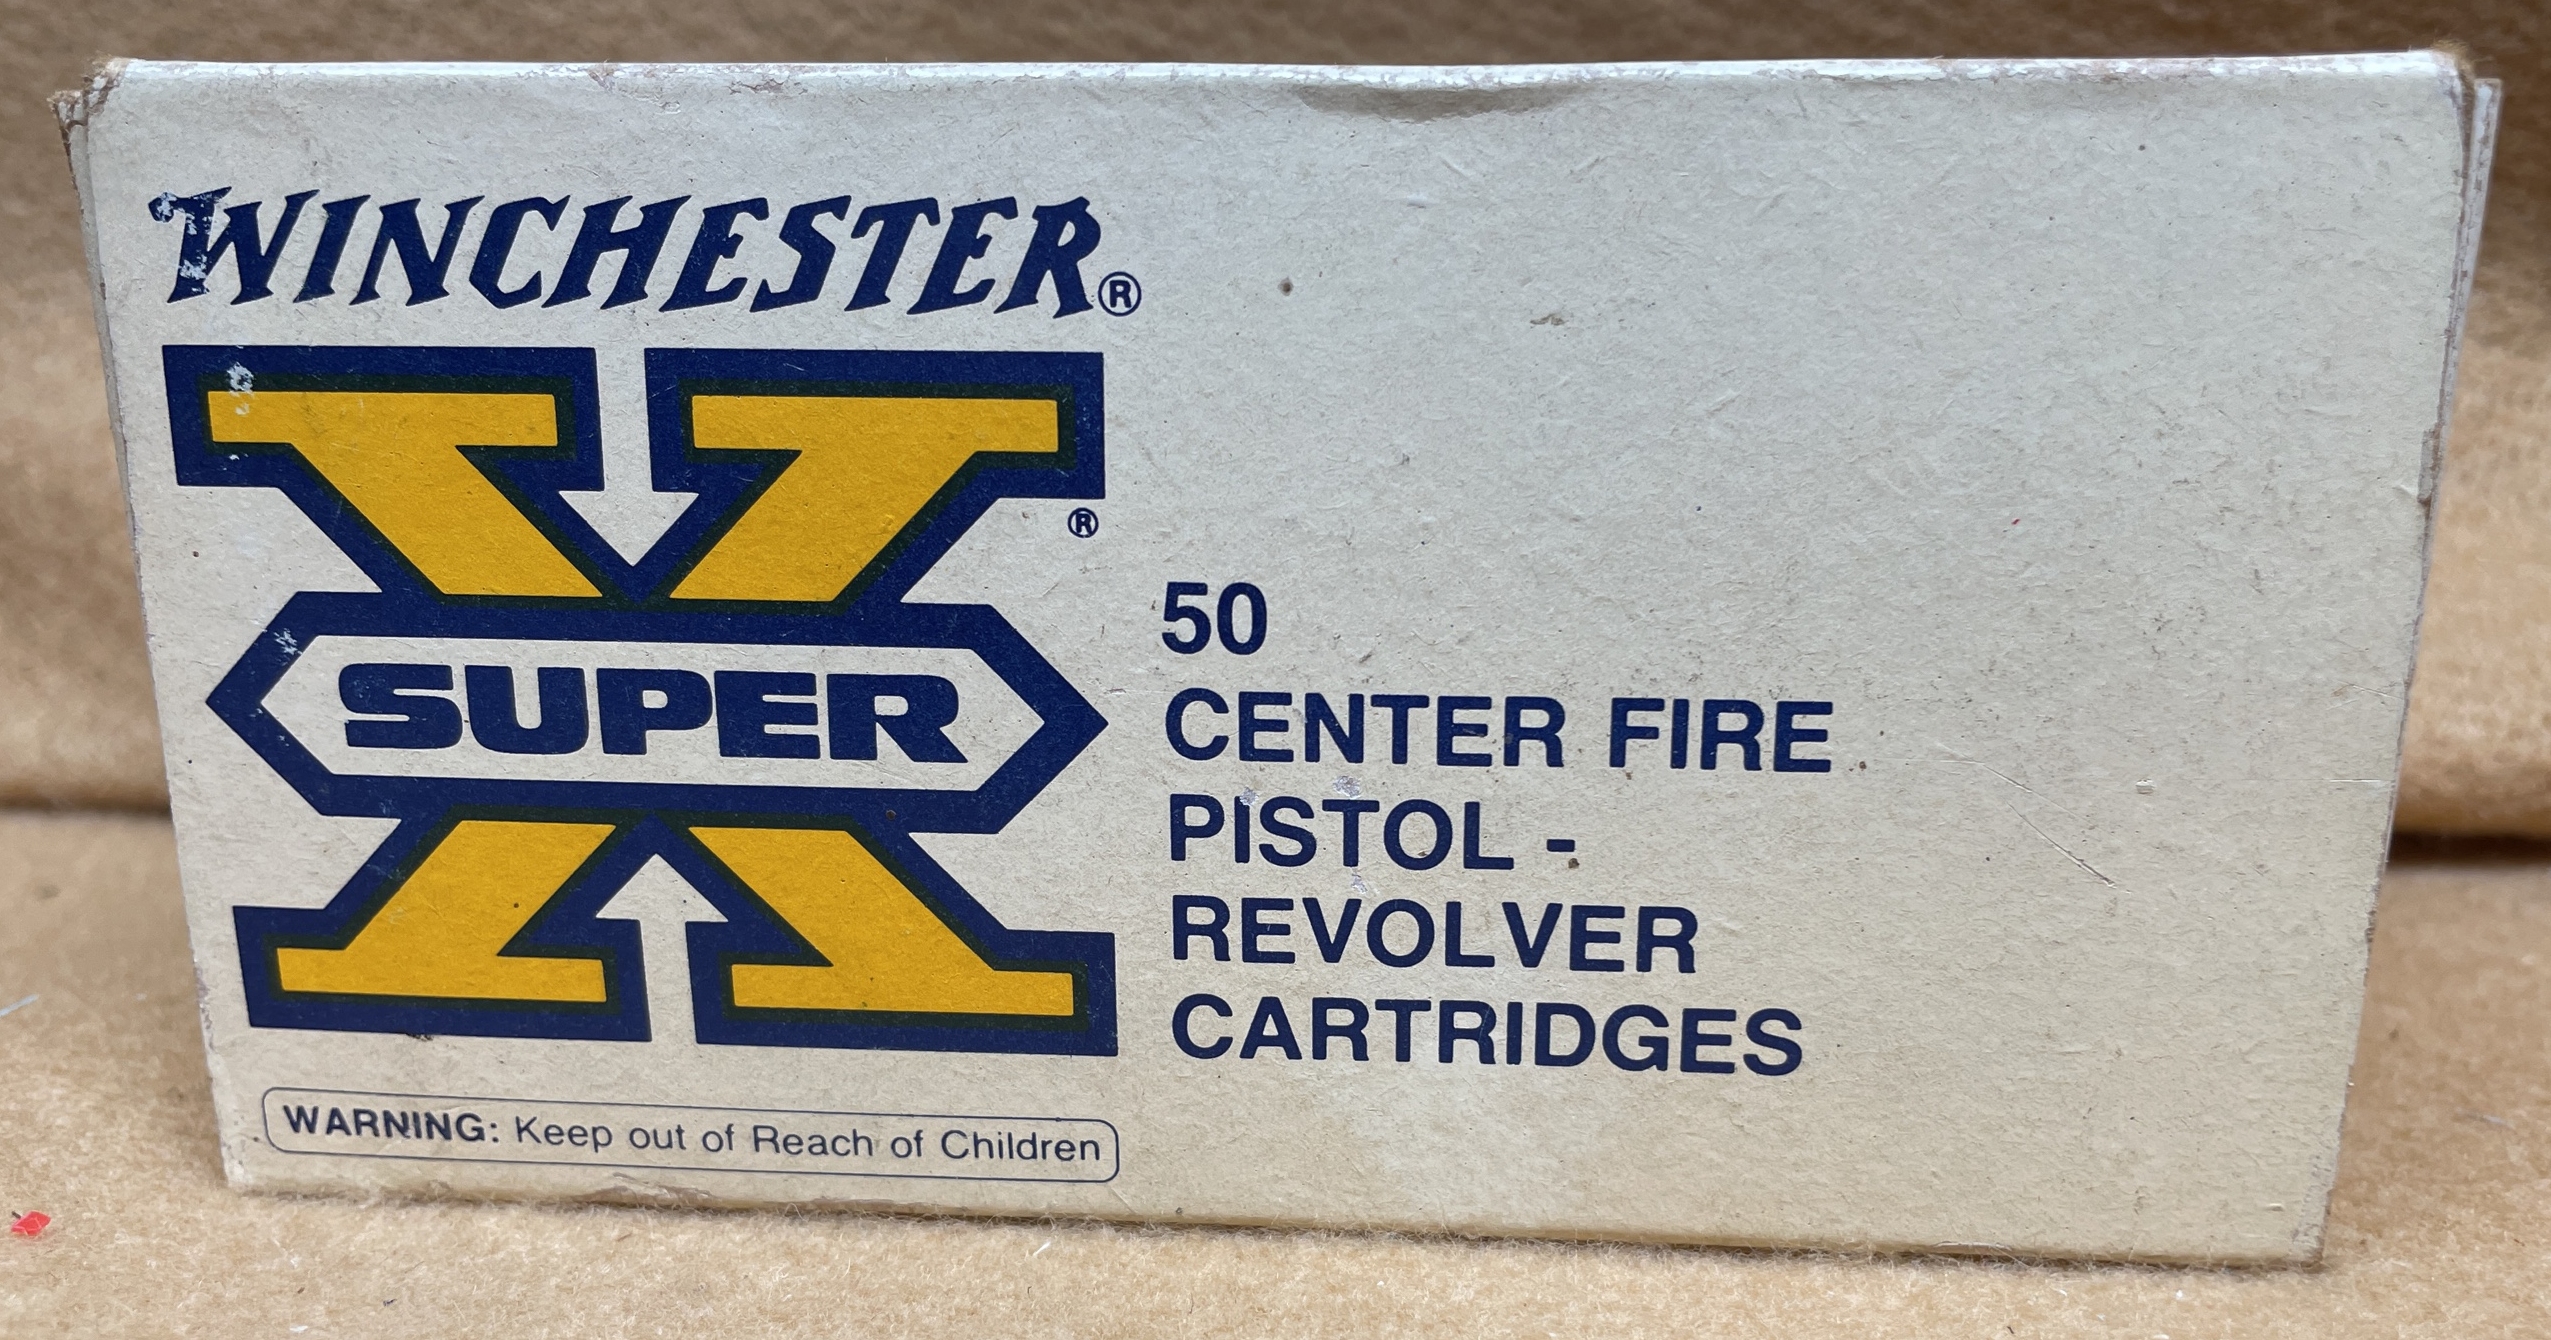 WINCHESTER®
X®
SUPER
50
CENTER FIRE
PISTOL -
REVOLVER
CARTRIDGES
WARNING: Keep out of Reach of Children